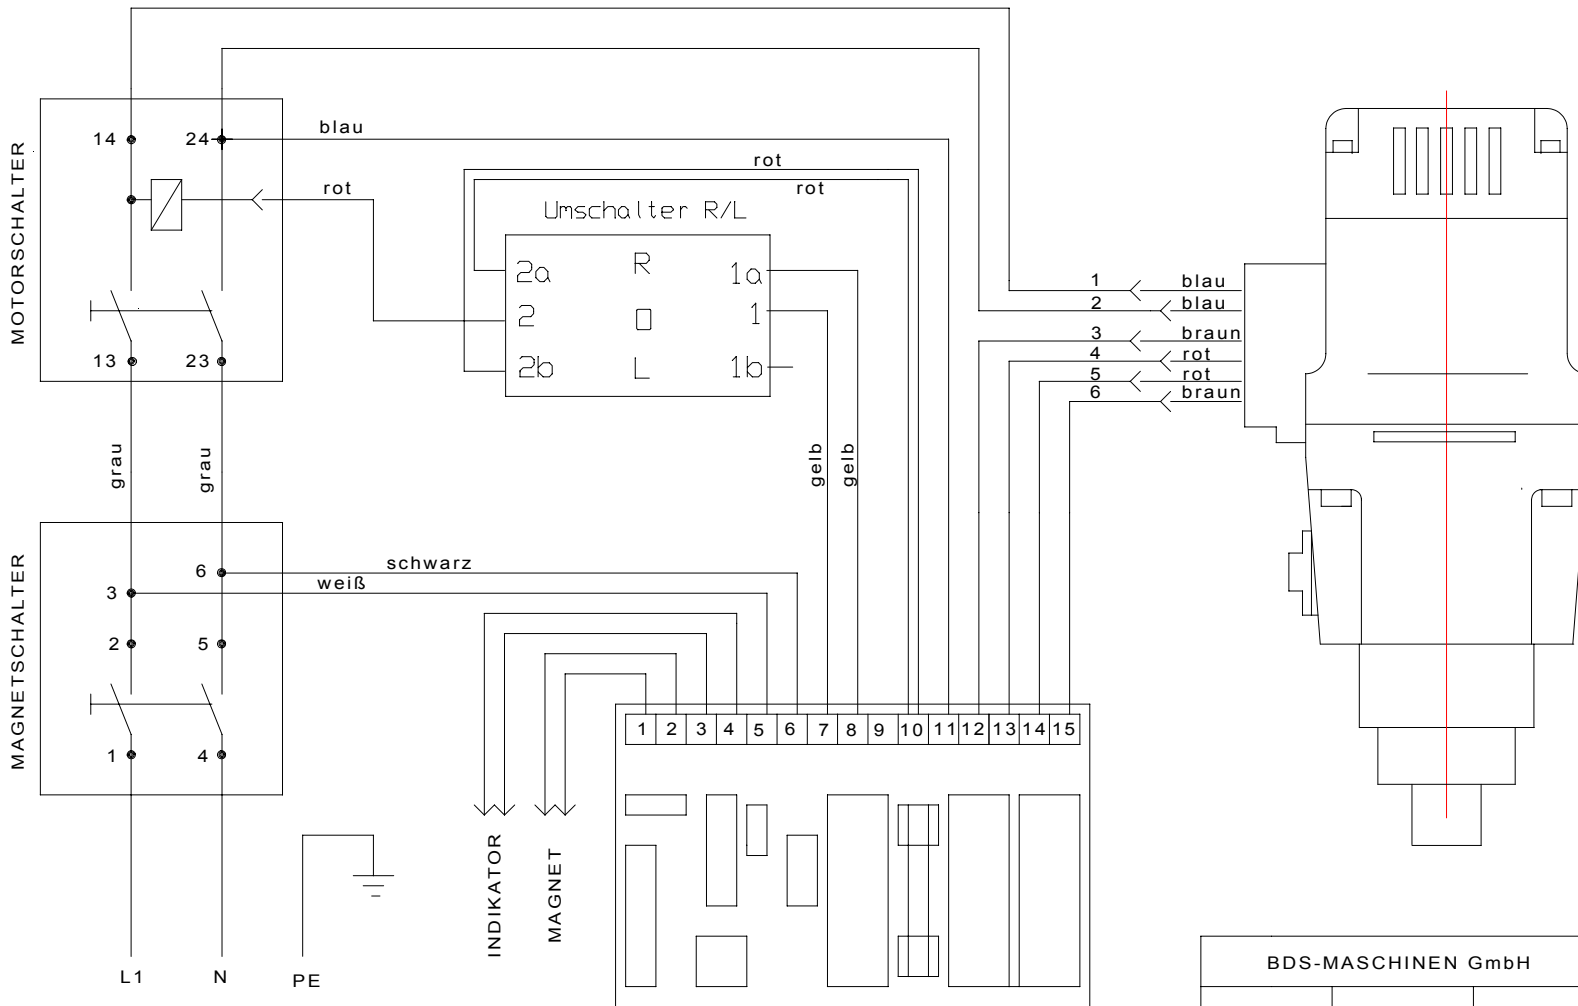 MOTORSCHALTER
14
24
blau
rot
13
23
rot
rot
Umschalter R/L
2a R 1a
2 0 1
2b L 1b
1 blau
2 blau
3 braun
4 rot
5 rot
6 braun
grau
grau
gelb
gelb
MAGNETSCHALTER
6
schwarz
3
weiß
2
5
1
4
1 2 3 4 5 6 7 8 9 10 11 12 13 14 15
INDIKATOR
MAGNET
L1
N
PE
BDS-MASCHINEN GmbH